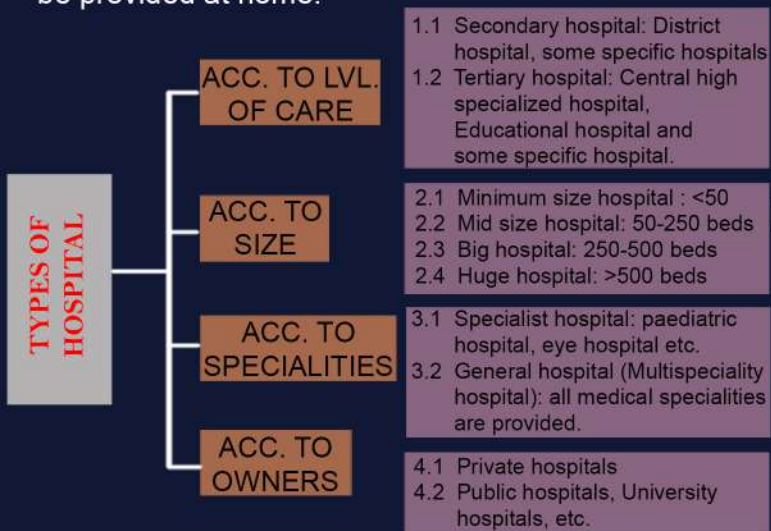 be provided at home.
TYPES OF
HOSPITAL
ACC. TO LVL.
OF CARE
1.1 Secondary hospital: District
hospital, some specific hospitals
1.2 Tertiary hospital: Central high
specialized hospital,
Educational hospital and
some specific hospital.
ACC. TO
SIZE
2.1 Minimum size hospital : <50
2.2 Mid size hospital: 50-250 beds
2.3 Big hospital: 250-500 beds
2.4 Huge hospital: >500 beds
ACC. TO
SPECIALITIES
3.1 Specialist hospital: paediatric
hospital, eye hospital etc.
3.2 General hospital (Multispeciality
hospital): all medical specialities
are provided.
ACC. TO
OWNERS
4.1 Private hospitals
4.2 Public hospitals, University
hospitals, etc.